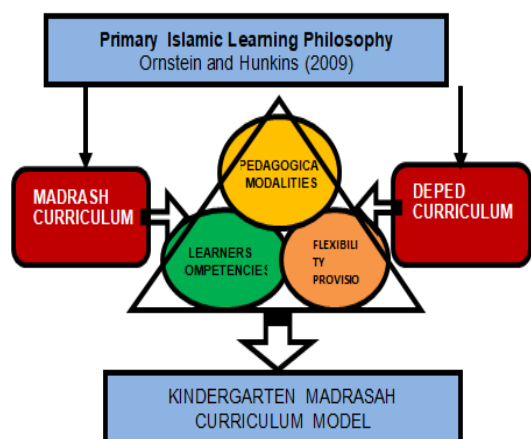 Primary Islamic Learning Philosophy
Ornstein and Hunkins (2009)
PEDAGOGICA
MODALITIES
MADRASH
CURRICULUM
DEPED
CURRICULUM
LEARNERS
OMPETENCIES
FLEXIBILI
TY
PROVISIO
KINDERGARTEN MADRASAH
CURRICULUM MODEL